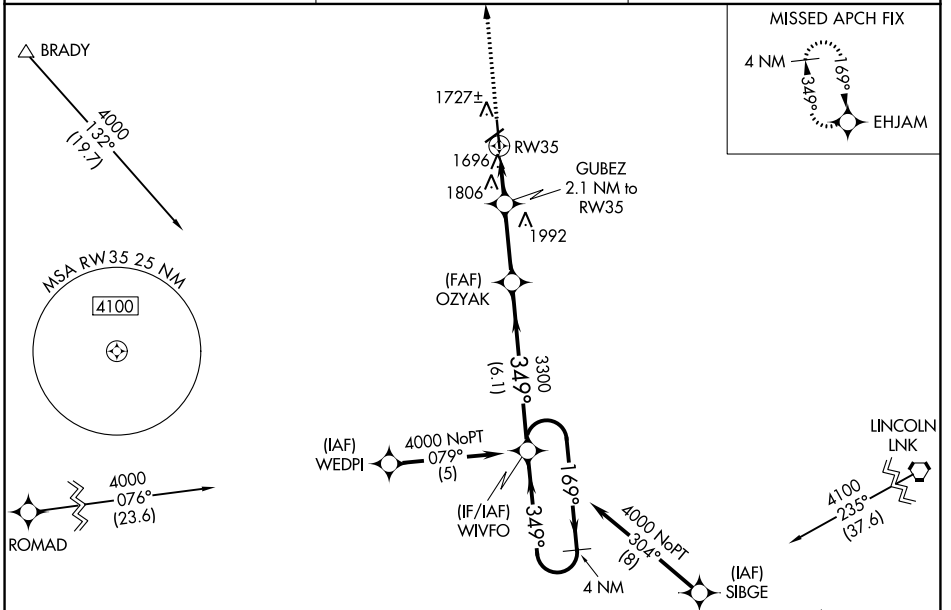 BRADY
4000
132°
(19.7)
MSA RW35 25 NM
4100
4000
076°
(23.6)
ROMAD
1727±
RW35
1696
1806
GUBEZ
2.1 NM to
RW35
1992
(FAF)
OZYAK
3300
349°
(6.1)
(IAF)
WEDPI
4000 NoPT
079°
(5)
(IF/IAF)
WIVFO
349°
169°
4 NM
4000 NoPT
304°
(8)
(IAF)
SIBGE
LINCOLN
LNK
4100
235°
(37.6)
MISSED APCH FIX
4 NM
349°
169°
EHJAM